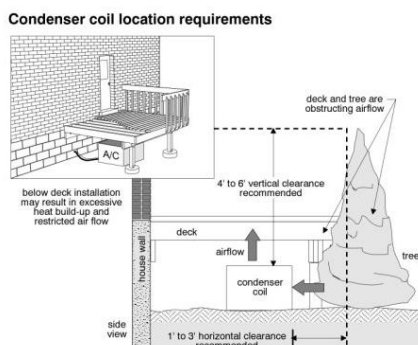 Condenser coil location requirements
A/C
below deck installation
may result in excessive
heat build-up and
restricted air flow
deck and tree are
obstructing airflow
4' to 6' vertical clearance
recommended
deck
airflow
house wall
condenser
coil
tree
side
view
1' to 3' horizontal clearance
recommended